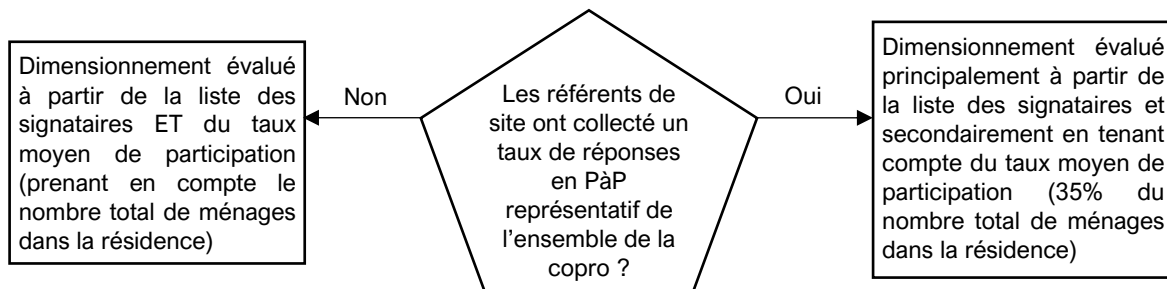 Dimensionnement évalué
à partir de la liste des
signataires ET du taux
moyen de participation
(prenant en compte le
nombre total de ménages
dans la résidence)
Non
Les référents de
site ont collecté un
taux de réponses
en PàP
représentatif de
l'ensemble de la
copro ?
Oui
Dimensionnement évalué
principalement à partir de
la liste des signataires et
secondairement en tenant
compte du taux moyen de
participation (35% du
nombre total de ménages
dans la résidence)